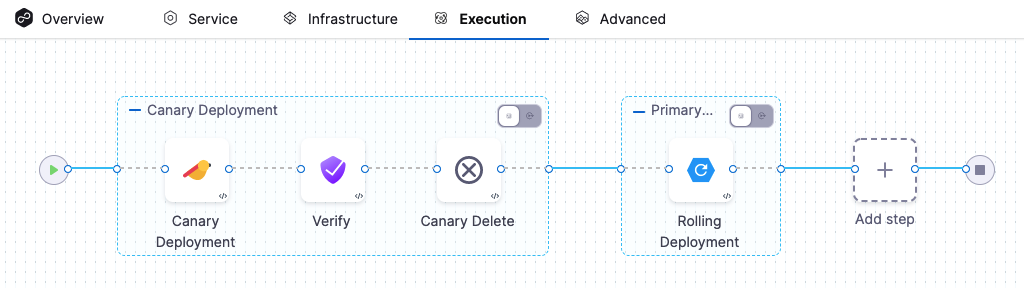 Overview
Service
Infrastructure
Execution
Advanced
Canary Deployment
Primary...
Canary
Deployment
Verify
Canary Delete
Rolling
Deployment
Add step